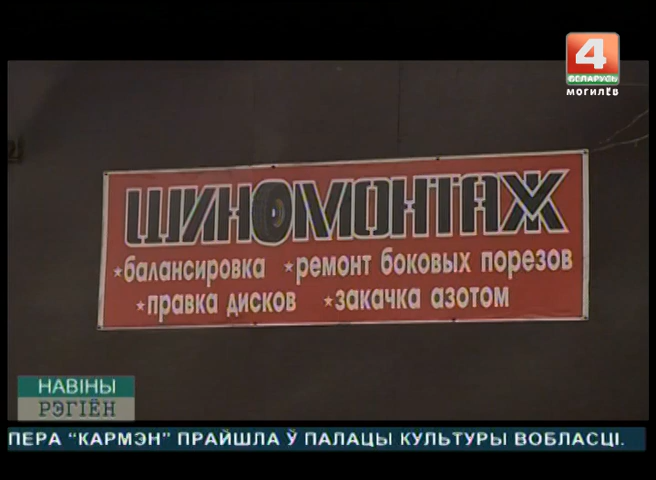 4
БЕЛАРУСЬ
МОГИЛЁВ
ШИНОМОНТАЖ
*балансировка *ремонт боковых порезов
*правка дисков *закачка азотом
НАВІНЫ
РЭГІЁН
ПЕРА "КАРМЭН" ПРАЙШЛА Ў ПАЛАЦЫ КУЛЬТУРЫ ВОБЛАСЦІ.